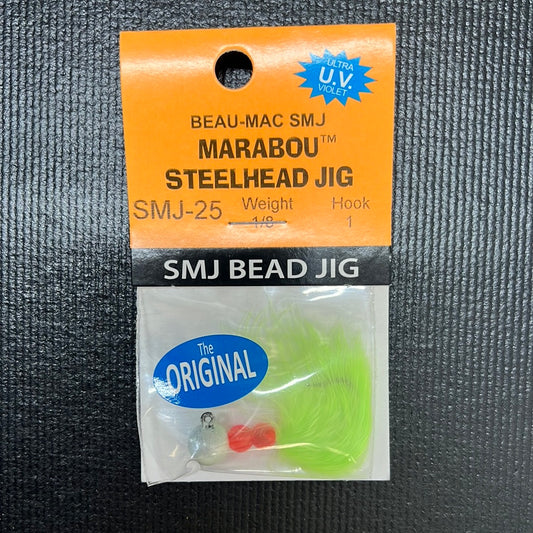 ULTRA
U.V.
VIOLET
BEAU-MAC SMJ
MARABOU™
STEELHEAD JIG
SMJ-25 Weight Hook
1/8 1
SMJ BEAD JIG
The
ORIGINAL